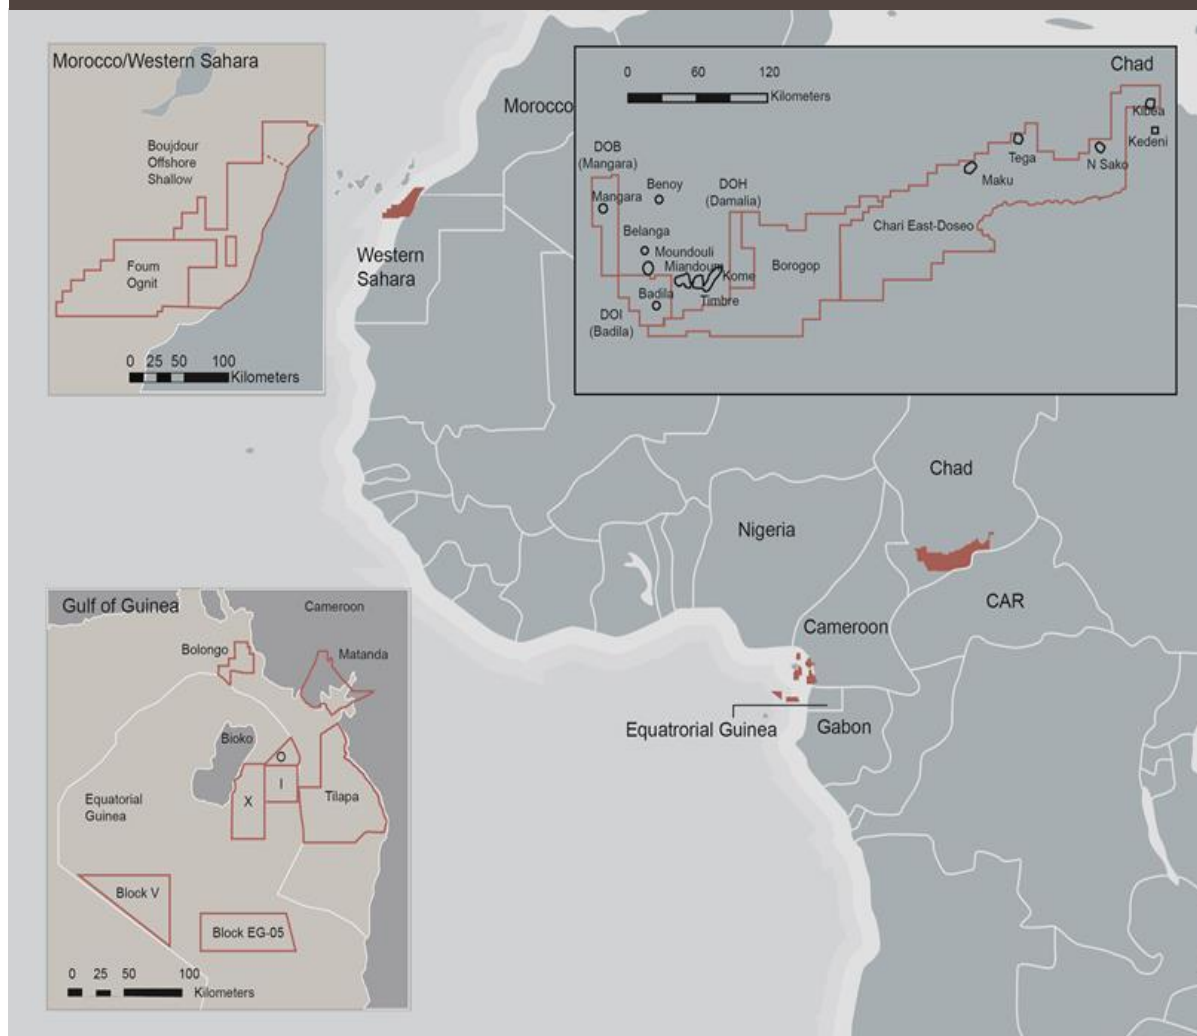 Morocco/Western Sahara
Boujdour
Offshore
Shallow
Foum
Ognit
0 25 50 100
Kilometers
Morocco
Western
Sahara
0 60 120
Kilometers
Chad
DOB
(Mangara)
Mangara
Benoy
DOH
(Damalia)
Belanga
Moundouli
Miandoum
Kome
Badila
Timbre
DOI
(Badila)
Borogop
Chari East-Doseo
Maku
Tega
N Sako
Kibea
Kedeni
Chad
Nigeria
CAR
Cameroon
Equatrorial Guinea
Gabon
Gulf of Guinea
Cameroon
Bolongo
Matanda
Bioko
O
I
X
Tilapa
Equatorial
Guinea
Block V
Block EG-05
0 25 50 100
Kilometers